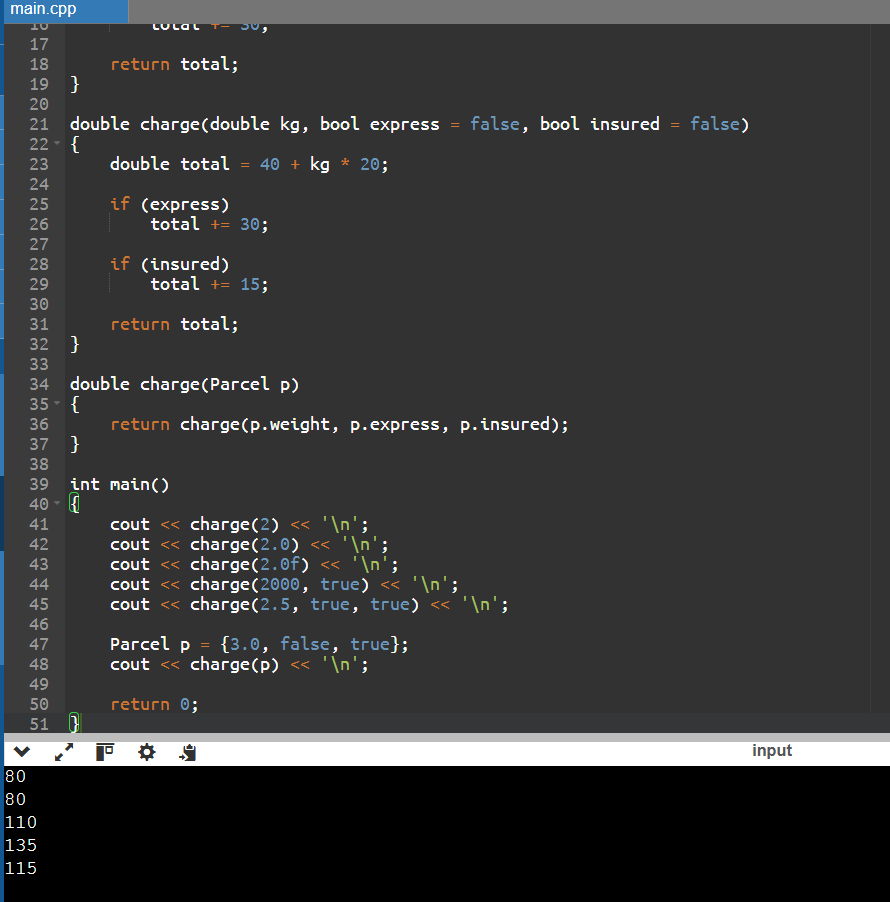 main.cpp
16 total += 30;
17
18 return total;
19 }
20
21 double charge(double kg, bool express = false, bool insured = false)
22 {
23 double total = 40 + kg * 20;
24
25 if (express)
26 total += 30;
27
28 if (insured)
29 total += 15;
30
31 return total;
32 }
33
34 double charge(Parcel p)
35 {
36 return charge(p.weight, p.express, p.insured);
37 }
38
39 int main()
40 {
41 cout << charge(2) << '\n';
42 cout << charge(2.0) << '\n';
43 cout << charge(2.0f) << '\n';
44 cout << charge(2000, true) << '\n';
45 cout << charge(2.5, true, true) << '\n';
46
47 Parcel p = {3.0, false, true};
48 cout << charge(p) << '\n';
49
50 return 0;
51 }
input
80
80
110
135
115